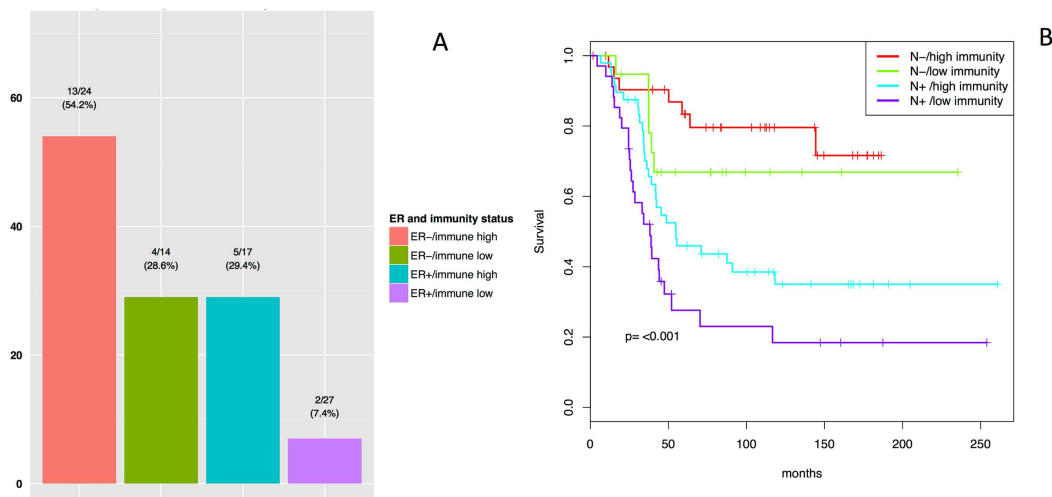 A
13/24
(54.2%)
60
4/14
(28.6%)
5/17
(29.4%)
40
ER and immunity status
ER−/immune high
ER−/immune low
ER+/immune high
ER+/immune low
20
2/27
(7.4%)
0
B
N−/high immunity
N−/low immunity
N+ /high immunity
N+ /low immunity
1.0
0.8
0.6
0.4
0.2
0.0
Survival
p= <0.001
0 50 100 150 200 250
months